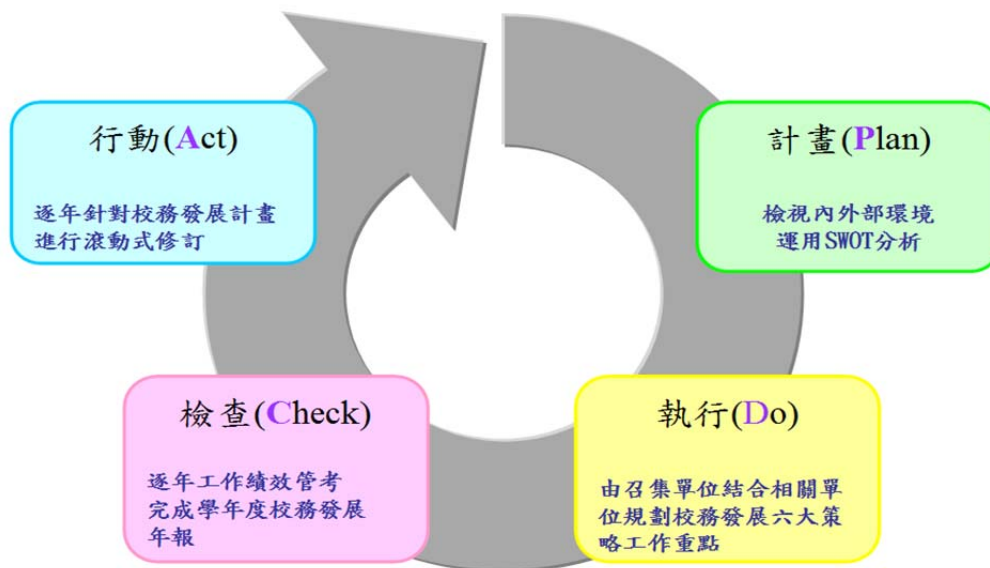 行動(Act)
逐年針對校務發展計畫
進行滾動式修訂
計畫(Plan)
檢視內外部環境
運用SWOT分析
檢查(Check)
逐年工作績效管考
完成學年度校務發展
年報
執行(Do)
由召集單位結合相關單
位規劃校務發展六大策
略工作重點